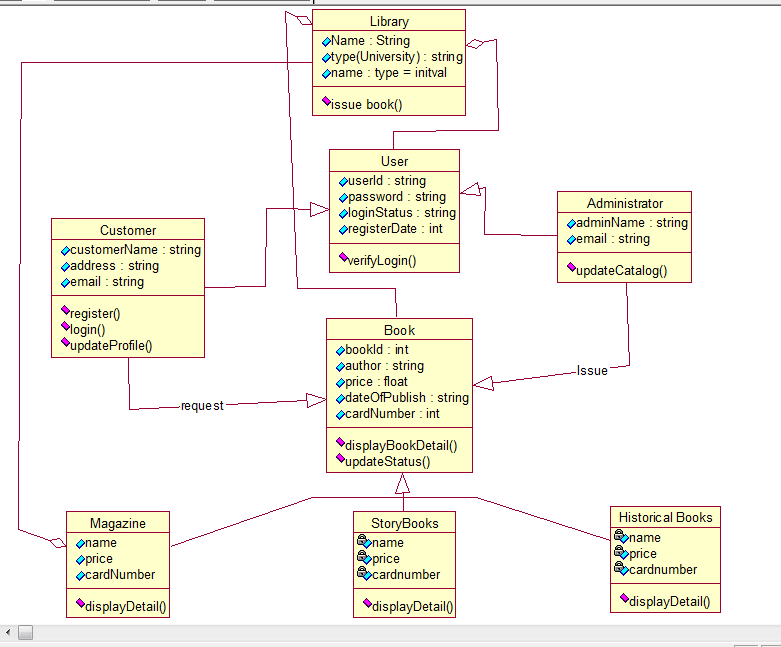 Library
Name : String
type(University) : string
name : type = initval
issue book()
User
userId : string
password : string
loginStatus : string
registerDate : int
verifyLogin()
Administrator
adminName : string
email : string
updateCatalog()
Customer
customerName : string
address : string
email : string
register()
login()
updateProfile()
Book
bookId : int
author : string
price : float
dateOfPublish : string
cardNumber : int
displayBookDetail()
updateStatus()
Issue
request
Magazine
name
price
cardNumber
displayDetail()
StoryBooks
name
price
cardnumber
displayDetail()
Historical Books
name
price
cardnumber
displayDetail()